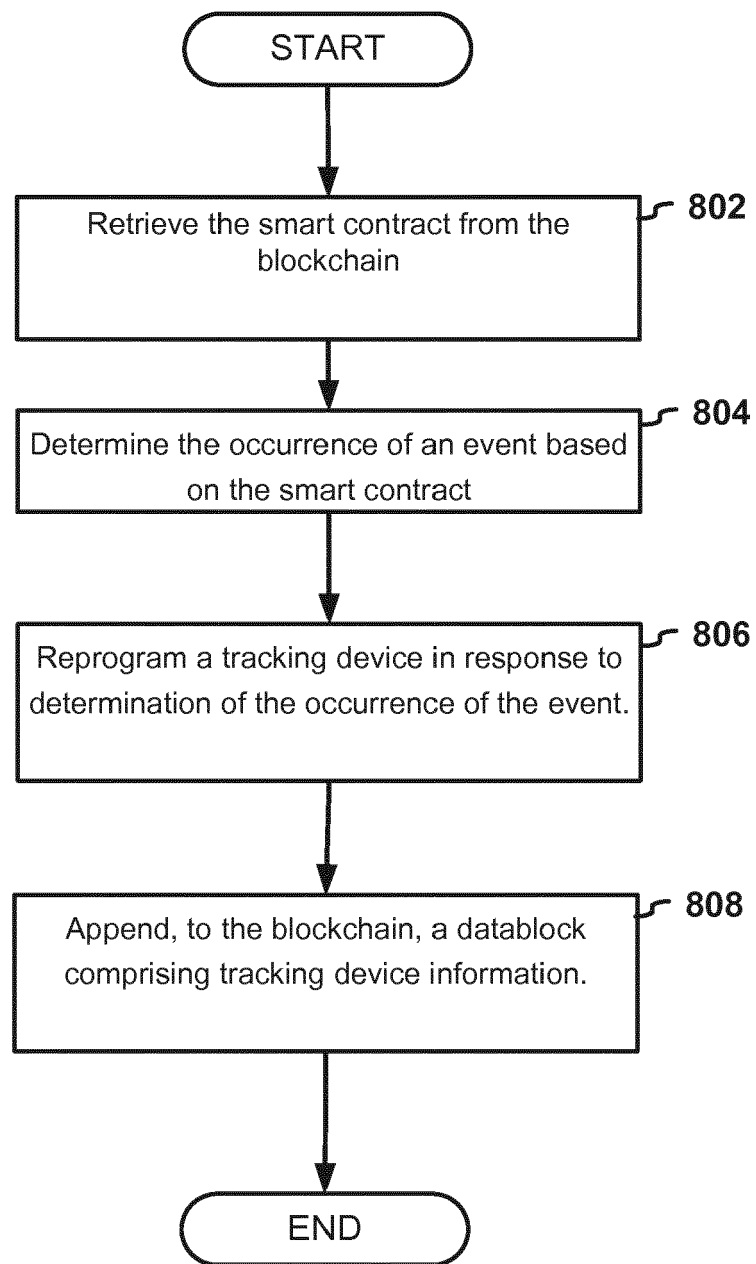 START
802
Retrieve the smart contract from the
blockchain
804
Determine the occurrence of an event based
on the smart contract
806
Reprogram a tracking device in response to
determination of the occurrence of the event.
808
Append, to the blockchain, a datablock
comprising tracking device information.
END